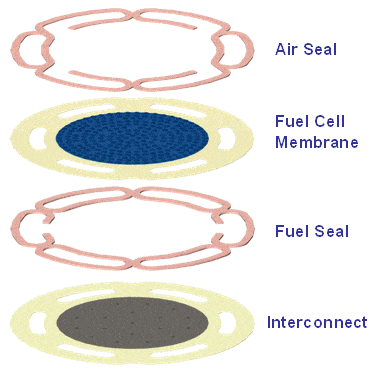 Air Seal
Fuel Cell
Membrane
Fuel Seal
Interconnect